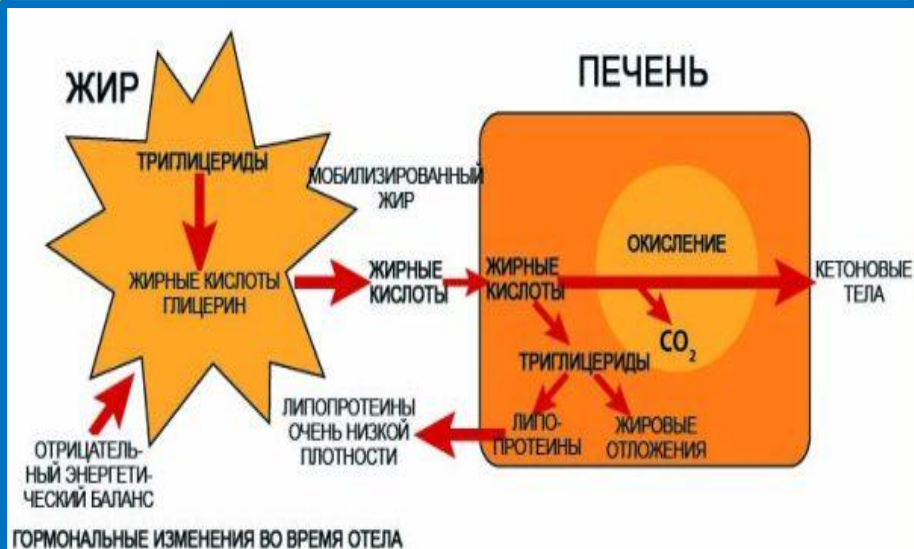 ЖИР
ПЕЧЕНЬ
ТРИГЛИЦЕРИДЫ
МОБИЛИЗИРОВАННЫЙ
ЖИР
ЖИРНЫЕ КИСЛОТЫ
ГЛИЦЕРИН
ЖИРНЫЕ
КИСЛОТЫ
ЖИРНЫЕ
КИСЛОТЫ
ОКИСЛЕНИЕ
КЕТОНОВЫЕ
ТЕЛА
CO₂
ТРИГЛИЦЕРИДЫ
ЛИПО-
ПРОТЕИНЫ
ЖИРОВЫЕ
ОТЛОЖЕНИЯ
ЛИПОПРОТЕИНЫ
ОЧЕНЬ НИЗКОЙ
ПЛОТНОСТИ
ОТРИЦАТЕЛЬ-
НЫЙ ЭНЕРГЕТИ-
ЧЕСКИЙ БАЛАНС
ГОРМОНАЛЬНЫЕ ИЗМЕНЕНИЯ ВО ВРЕМЯ ОТЕЛА